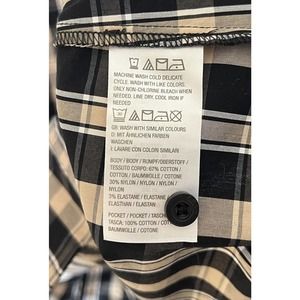 MACHINE WASH COLD DELICATE
CYCLE. WASH WITH LIKE COLORS.
ONLY NON-CHLORINE BLEACH WHEN
NEEDED. LINE DRY, COOL IRON IF
NEEDED
GB: WASH WITH SIMILAR COLOURS
D: MIT ÄHNLICHEN FARBEN
WASCHEN
I: LAVARE CON COLORI SIMILARI
BODY / BODY / RUMPF/OBERSTOFF /
TESSUTO CORPO: 67% COTTON /
COTTON / BAUMWOLLE / COTONE
30% NYLON / NYLON / NYLON /
NYLON
3% ELASTANE / ELASTANE /
ELASTHAN / ELASTAN
POCKET / POCKET / TASCHE
TASCA: 100% COTTON / COTTON
BAUMWOLLE / COTONE